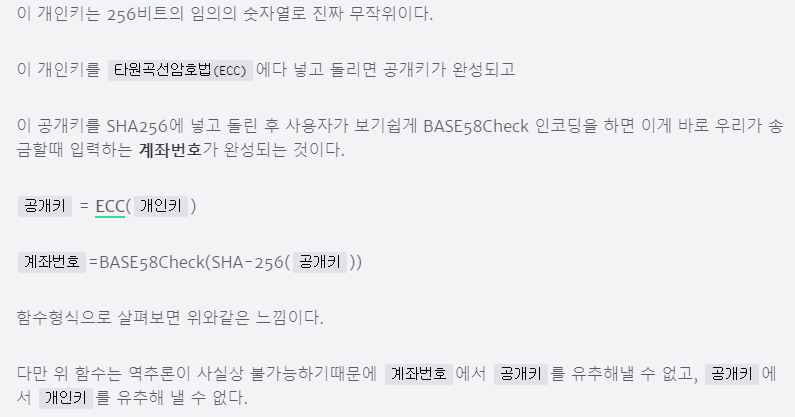 이 개인키는 256비트의 임의의 숫자열로 진짜 무작위이다.
이 개인키를 타원곡선암호법(ECC) 에다 넣고 돌리면 공개키가 완성되고
이 공개키를 SHA256에 넣고 돌린 후 사용자가 보기쉽게 BASE58Check 인코딩을 하면 이게 바로 우리가 송
금할때 입력하는 계좌번호가 완성되는 것이다.
공개키 = ECC( 개인키 )
계좌번호 =BASE58Check(SHA-256( 공개키 ))
함수형식으로 살펴보면 위와같은 느낌이다.
다만 위 함수는 역추론이 사실상 불가능하기때문에 계좌번호 에서 공개키 를 유추해낼 수 없고, 공개키 에
서 개인키 를 유추해 낼 수 없다.